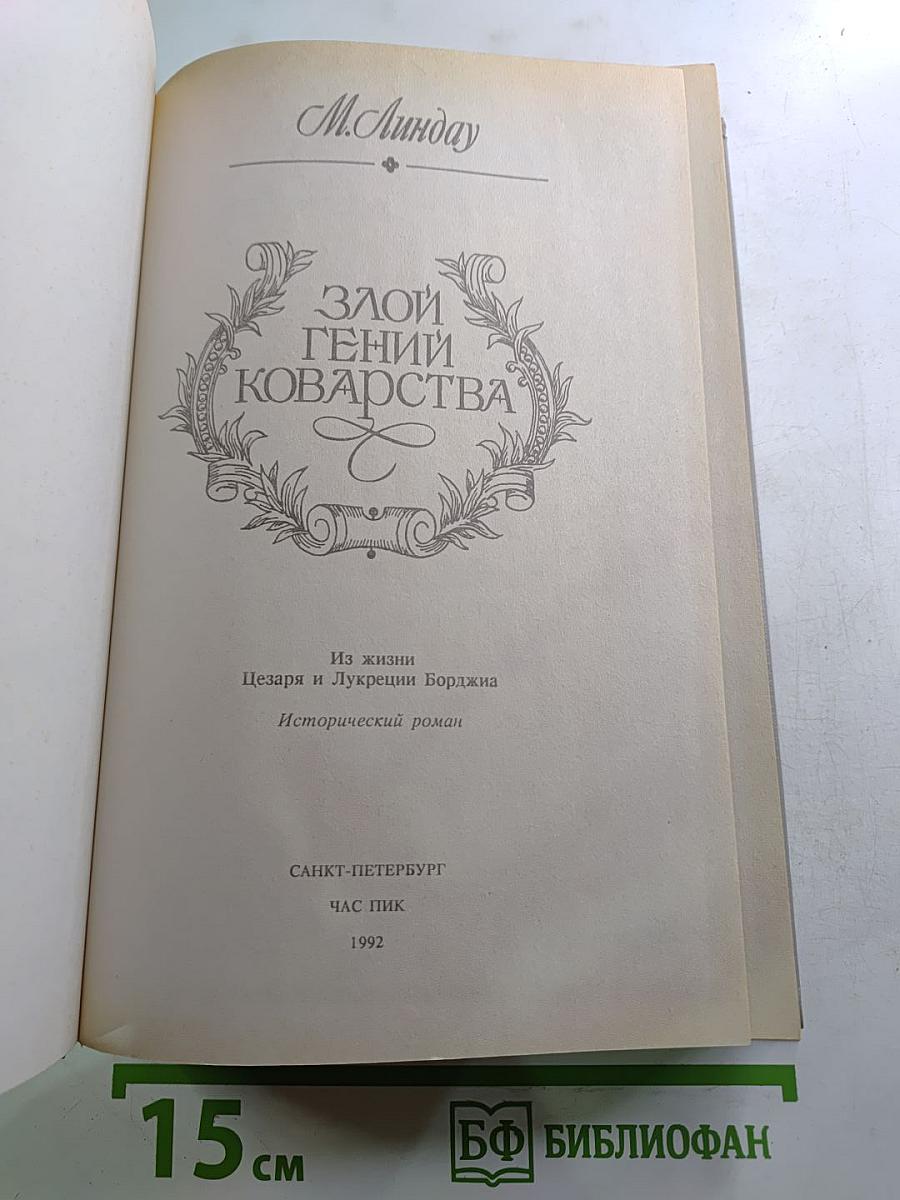 М. Линдау
ЗЛОЙ
ГЕНИЙ
КОВАРСТВА
Из жизни
Цезаря и Лукреции Борджиа
Исторический роман
САНКТ-ПЕТЕРБУРГ
ЧАС ПИК
1992
15 см
БФ БИБЛИОФАН